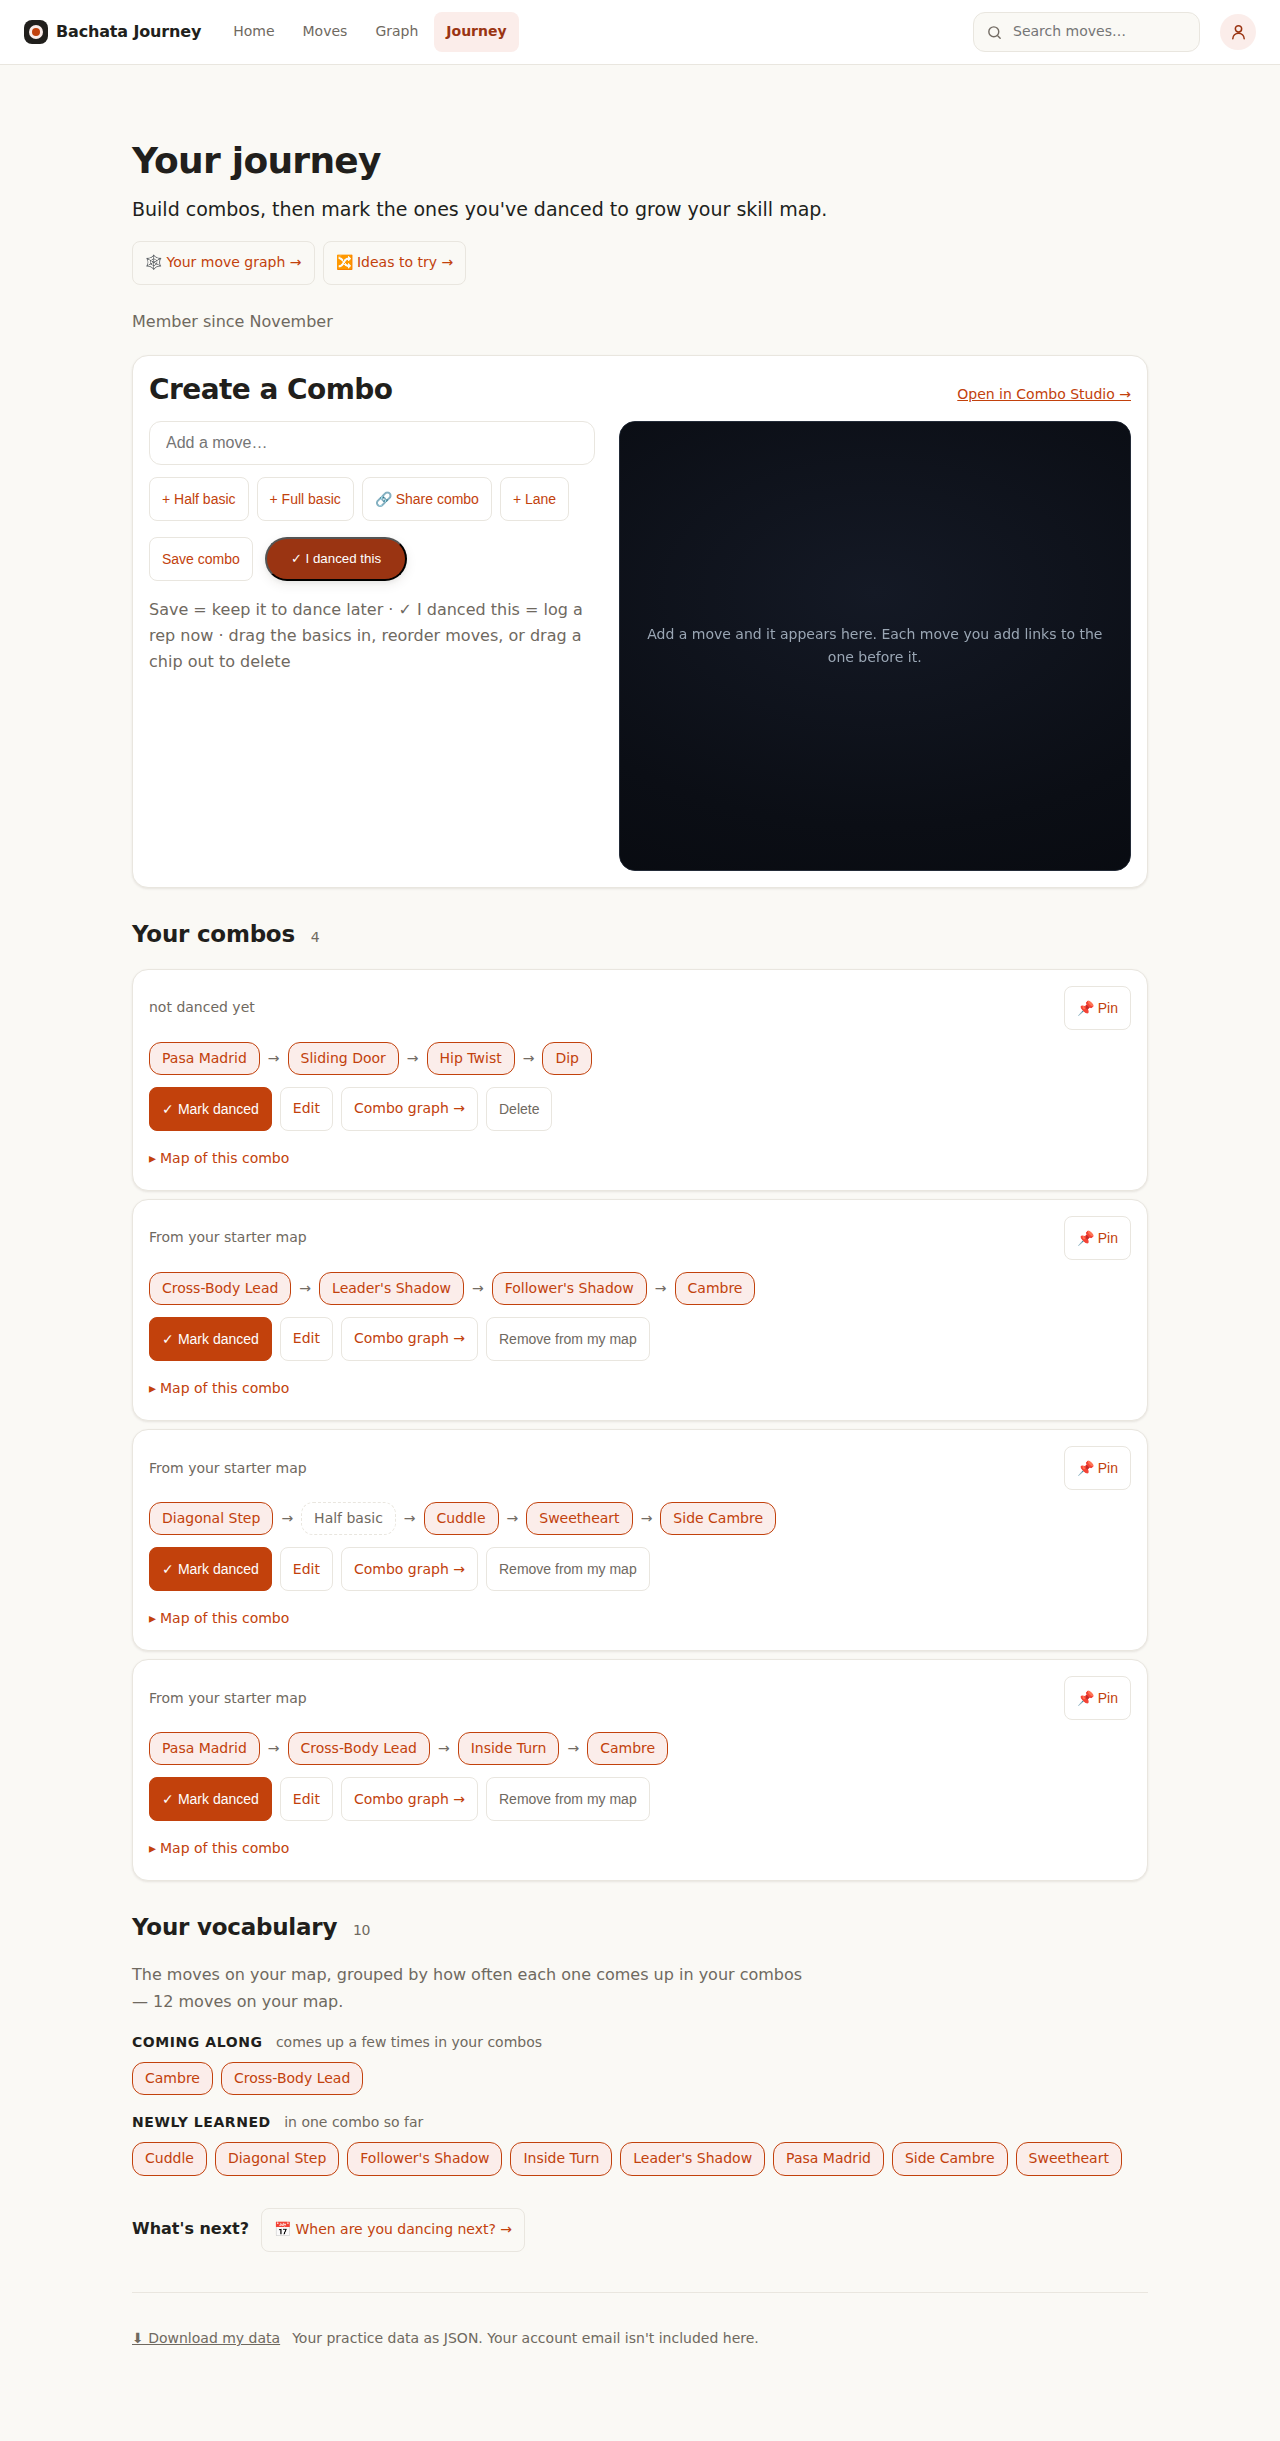 Bachata Journey Home Moves Graph Journey Search moves...
Your journey
Build combos, then mark the ones you've danced to grow your skill map.
🕸 Your move graph → 🔀 Ideas to try →
Member since November
Create a Combo Open in Combo Studio →
Add a move…
+ Half basic + Full basic 🔗 Share combo + Lane
Save combo ✓ I danced this
Save = keep it to dance later · ✓ I danced this = log a
rep now · drag the basics in, reorder moves, or drag a
chip out to delete
Add a move and it appears here. Each move you add links to the
one before it.
Your combos 4
not danced yet 📌 Pin
Pasa Madrid → Sliding Door → Hip Twist → Dip
✓ Mark danced Edit Combo graph → Delete
▸ Map of this combo
From your starter map 📌 Pin
Cross-Body Lead → Leader's Shadow → Follower's Shadow → Cambre
✓ Mark danced Edit Combo graph → Remove from my map
▸ Map of this combo
From your starter map 📌 Pin
Diagonal Step → Half basic → Cuddle → Sweetheart → Side Cambre
✓ Mark danced Edit Combo graph → Remove from my map
▸ Map of this combo
From your starter map 📌 Pin
Pasa Madrid → Cross-Body Lead → Inside Turn → Cambre
✓ Mark danced Edit Combo graph → Remove from my map
▸ Map of this combo
Your vocabulary 10
The moves on your map, grouped by how often each one comes up in your combos
— 12 moves on your map.
COMING ALONG comes up a few times in your combos
Cambre Cross-Body Lead
NEWLY LEARNED in one combo so far
Cuddle Diagonal Step Follower's Shadow Inside Turn Leader's Shadow Pasa Madrid Side Cambre Sweetheart
What's next? 📅 When are you dancing next? →
⬇ Download my data Your practice data as JSON. Your account email isn't included here.